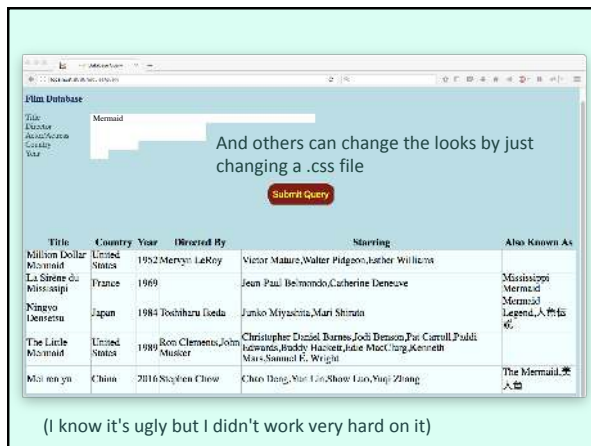 Database Query
Film Database
Title Mermaid
Director
Actor/Actress
Country
Year
And others can change the looks by just
changing a .css file
Submit Query
Title Country Year Directed By Starring Also Known As
Million Dollar Mermaid United States 1952 Mervyn LeRoy Victor Mature,Walter Pidgeon,Esther Williams
La Sirène du Mississipi France 1969 Jean-Paul Belmondo,Catherine Deneuve Mississippi Mermaid
Ningyo Densetsu Japan 1984 Toshiharu Ikeda Junko Miyashita,Mari Shirato Mermaid Legend,人魚伝
The Little Mermaid United States 1989 Ron Clements,John Musker Christopher Daniel Barnes,Jodi Benson,Pat Carroll,Paddi Edwards,Buddy Hackett,Edie McClurg,Kenneth Mars,Samuel E. Wright
Mei ren yu China 2016 Stephen Chow Chao Deng,Yun Lin,Show Luo,Yuqi Zhang The Mermaid,美人鱼
(I know it's ugly but I didn't work very hard on it)